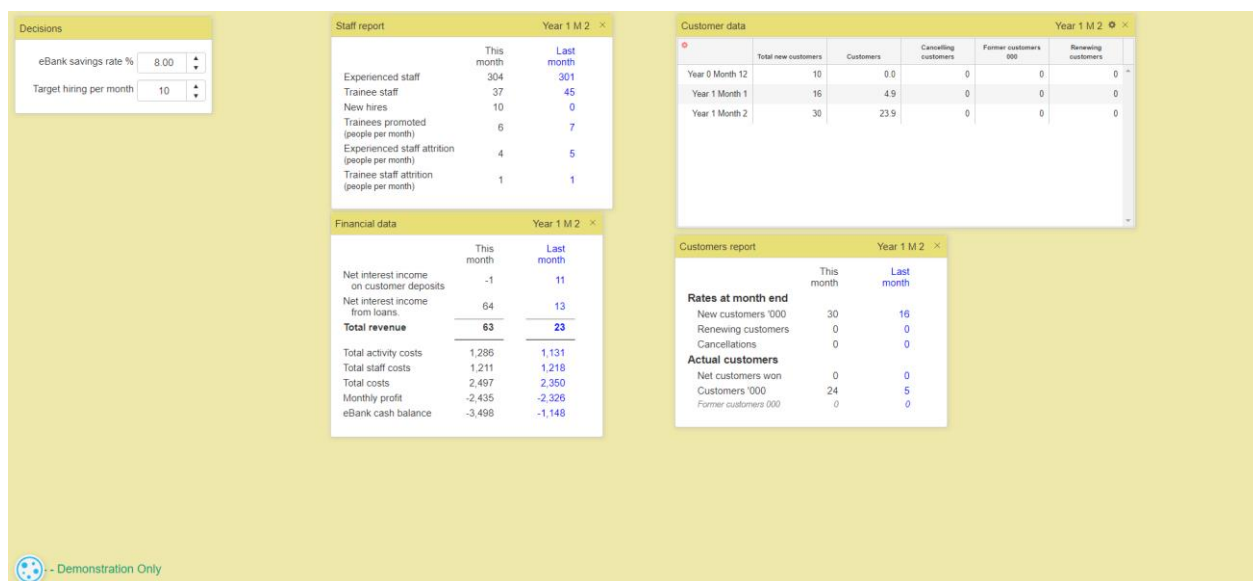 Decisions
eBank savings rate % 8.00
Target hiring per month 10
Staff report Year 1 M 2 ×
This Last
month month
Experienced staff 304 301
Trainee staff 37 45
New hires 10 0
Trainees promoted
(people per month) 6 7
Experienced staff attrition
(people per month) 4 5
Trainee staff attrition
(people per month) 1 1
Financial data Year 1 M 2 ×
This Last
month month
Net interest income
on customer deposits -1 11
Net interest income
from loans. 64 13
Total revenue 63 23
Total activity costs 1,286 1,131
Total staff costs 1,211 1,218
Total costs 2,497 2,350
Monthly profit -2,435 -2,326
eBank cash balance -3,498 -1,148
Customer data Year 1 M 2 ×
Total new customers Customers Cancelling customers Former customers 000 Renewing customers
Year 0 Month 12 10 0.0 0 0 0
Year 1 Month 1 16 4.9 0 0 0
Year 1 Month 2 30 23.9 0 0 0
Customers report Year 1 M 2 ×
This Last
month month
Rates at month end
New customers '000 30 16
Renewing customers 0 0
Cancellations 0 0
Actual customers
Net customers won 0 0
Customers '000 24 5
Former customers 000 0 0
- - Demonstration Only